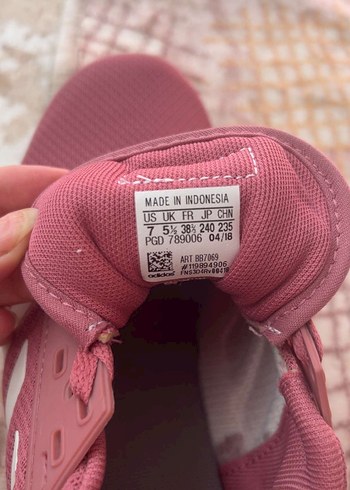 MADE IN INDONESIA
US UK FR JP CHN
7 5½ 38⅔ 240 235
PGD 789006 04/18
ART BB7069
//119894906
adidas